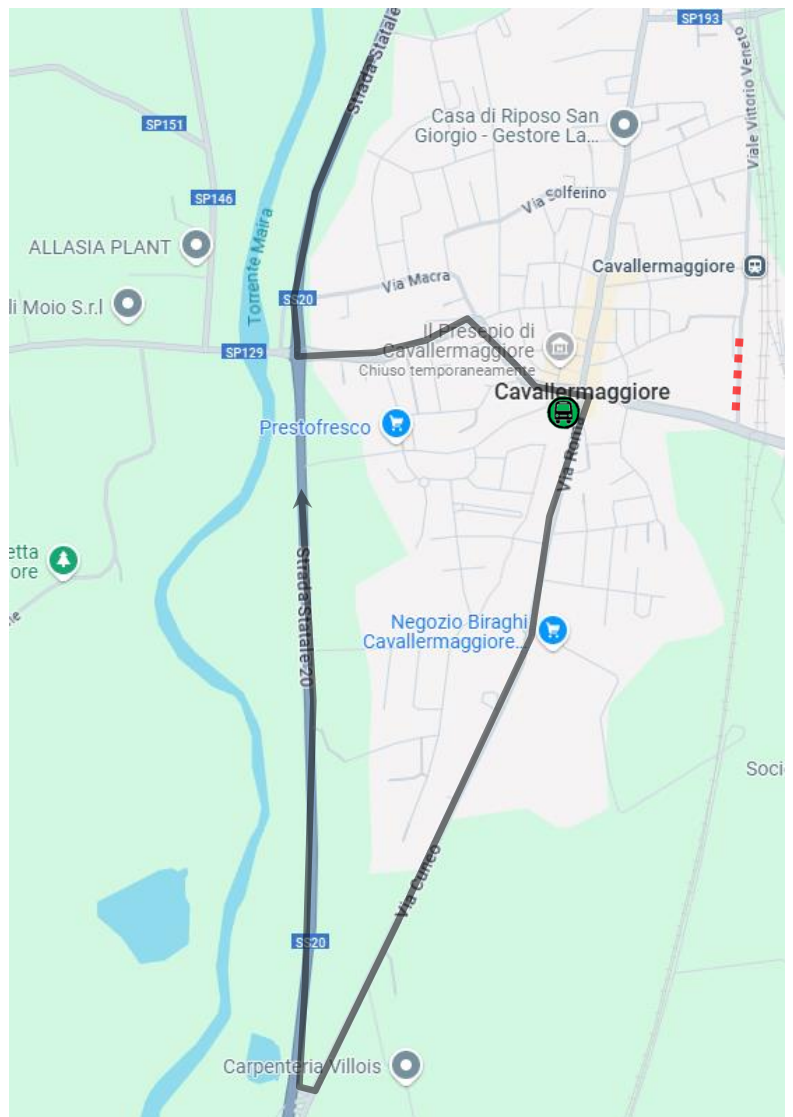 SP193
Strada Statale
Viale Vittorio Veneto
Casa di Riposo San
Giorgio - Gestore La...
SP151
SP146
Via Solferino
ALLASIA PLANT
Torrente Maira
Cavallermaggiore
Via Macra
li Moio S.r.l
SS20
Il Presepio di
Cavallermaggiore
Chiuso temporaneamente
SP129
Cavallermaggiore
Prestofresco
Via Roma
etta
ore
Strada Statale 20
ie
Negozio Biraghi
Cavallermaggiore...
Soci
Via Cuneo
SS20
Carpenteria Villois